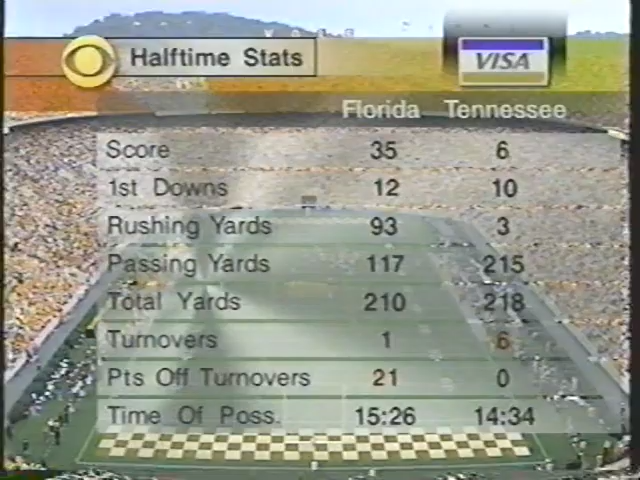 Halftime Stats
VISA
Florida Tennessee
Score 35 6
1st Downs 12 10
Rushing Yards 93 3
Passing Yards 117 215
Total Yards 210 218
Turnovers 1 6
Pts Off Turnovers 21 0
Time Of Poss. 15:26 14:34